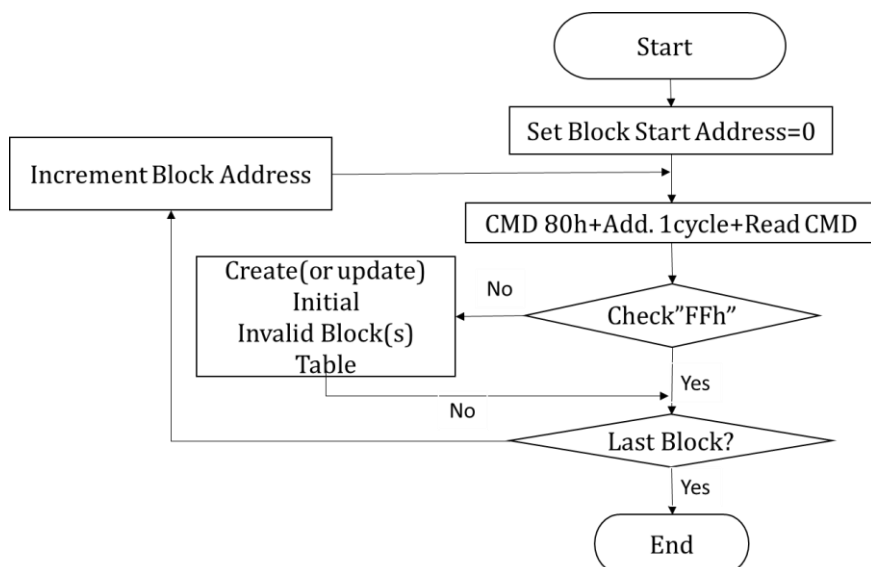 Start
Set Block Start Address=0
Increment Block Address
CMD 80h+Add. 1cycle+Read CMD
Create(or update)
Initial
Invalid Block(s)
Table
No
Check”FFh”
Yes
No
Last Block?
Yes
End